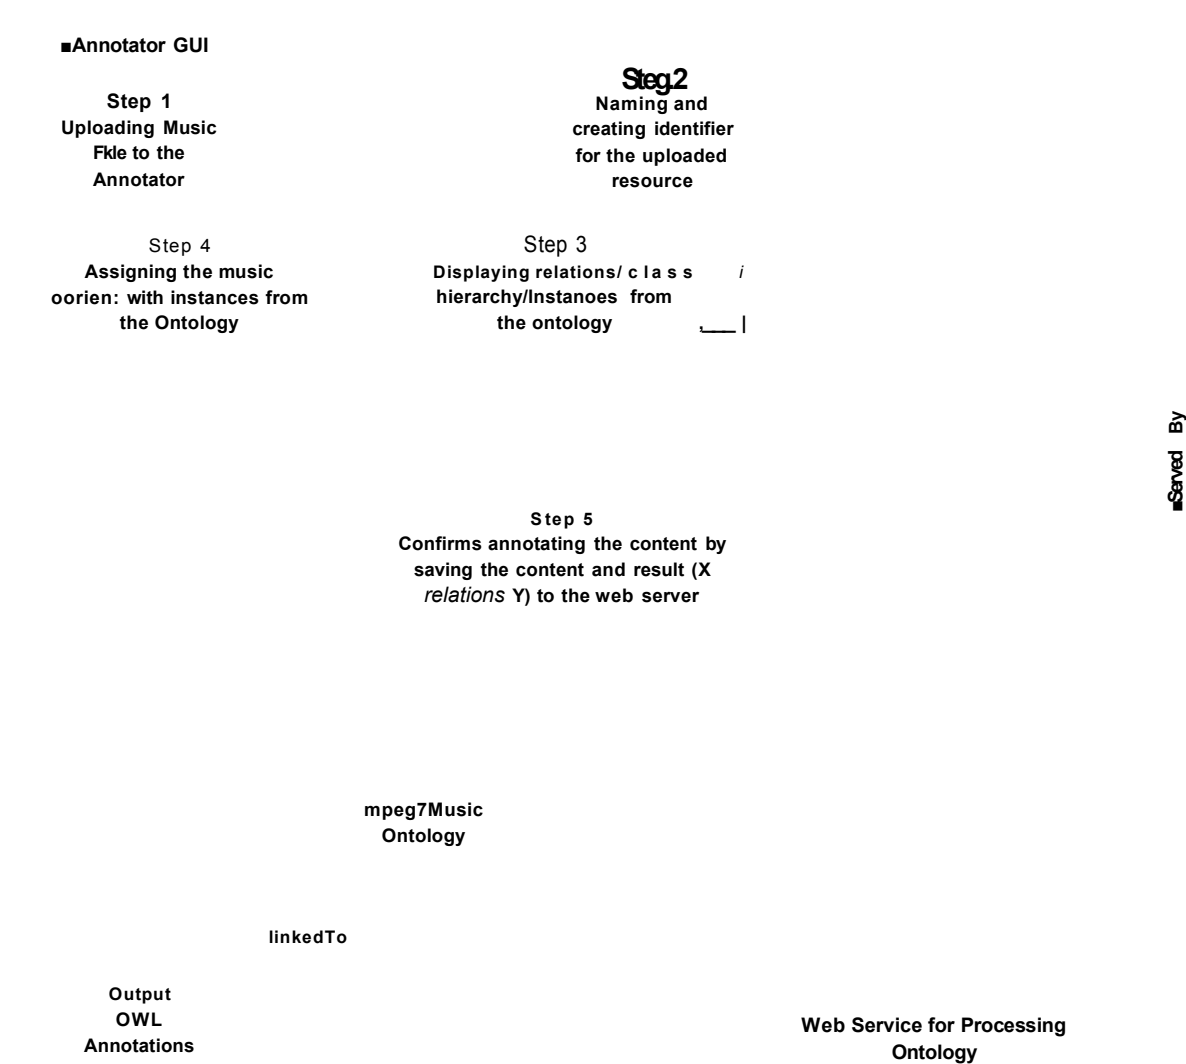 ■Annotator GUI
Step 1
Uploading Music
Fkle to the
Annotator
Steg.2
Naming and
creating identifier
for the uploaded
resource
Step 4
Assigning the music
oorien: with instances from
the Ontology
Step 3
Displaying relations/ class i
hierarchy/Instanoes from
the ontology .___ |
■Served By
Step 5
Confirms annotating the content by
saving the content and result (X
relations Y) to the web server
mpeg7Music
Ontology
linkedTo
Output
OWL
Annotations
Web Service for Processing
Ontology